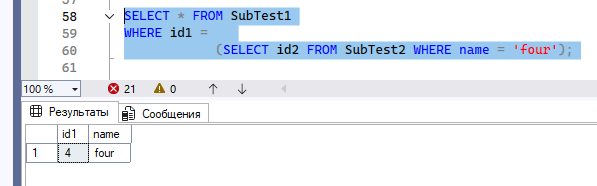 58 SELECT * FROM SubTest1
59 WHERE id1 =
60 (SELECT id2 FROM SubTest2 WHERE name = 'four');
61
100 % 21 0
Результаты Сообщения
id1 name
1 4 four